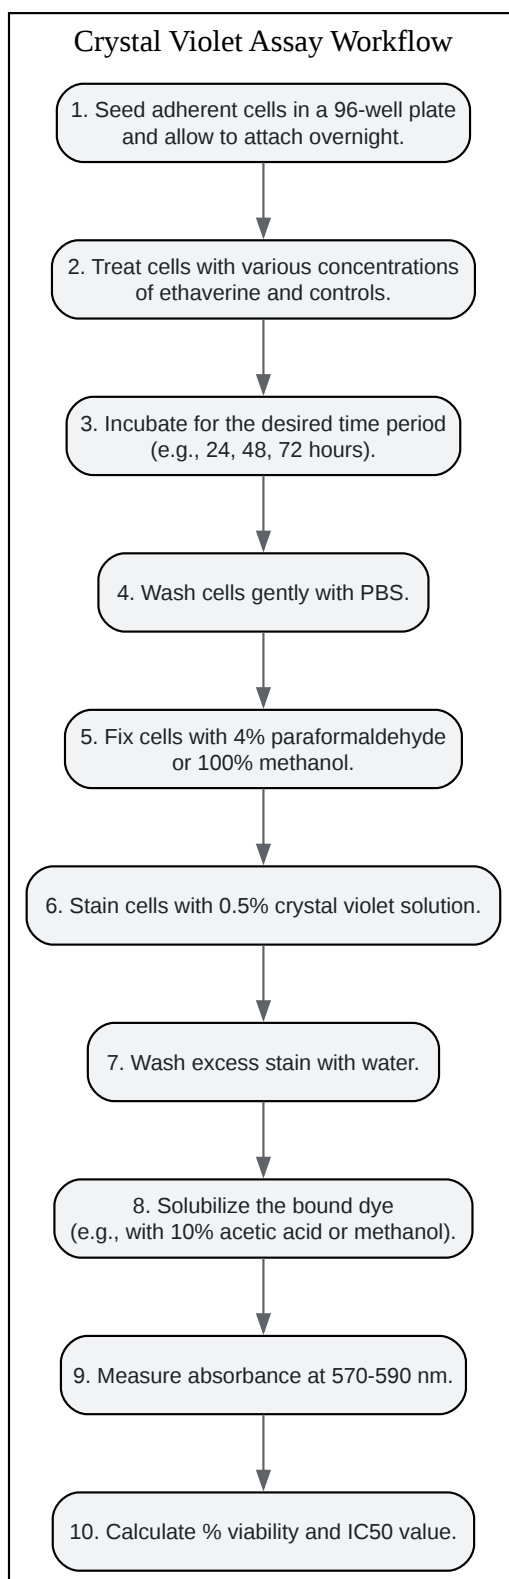 Crystal Violet Assay Workflow
1. Seed adherent cells in a 96-well plate
and allow to attach overnight.
2. Treat cells with various concentrations
of ethaverine and controls.
3. Incubate for the desired time period
(e.g., 24, 48, 72 hours).
4. Wash cells gently with PBS.
5. Fix cells with 4% paraformaldehyde
or 100% methanol.
6. Stain cells with 0.5% crystal violet solution.
7. Wash excess stain with water.
8. Solubilize the bound dye
(e.g., with 10% acetic acid or methanol).
9. Measure absorbance at 570-590 nm.
10. Calculate % viability and IC50 value.